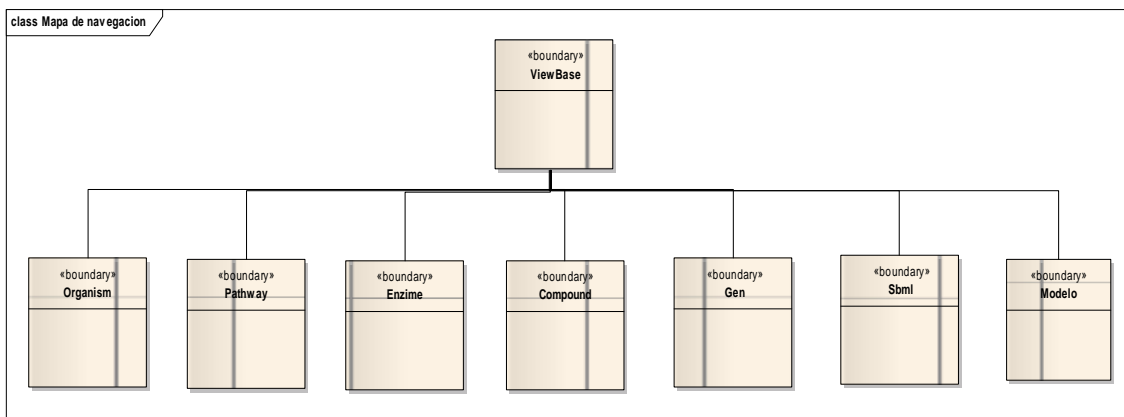 class Mapa de navegacion
«boundary»
ViewBase
«boundary»
Organism
«boundary»
Pathway
«boundary»
Enzime
«boundary»
Compound
«boundary»
Gen
«boundary»
Sbml
«boundary»
Modelo